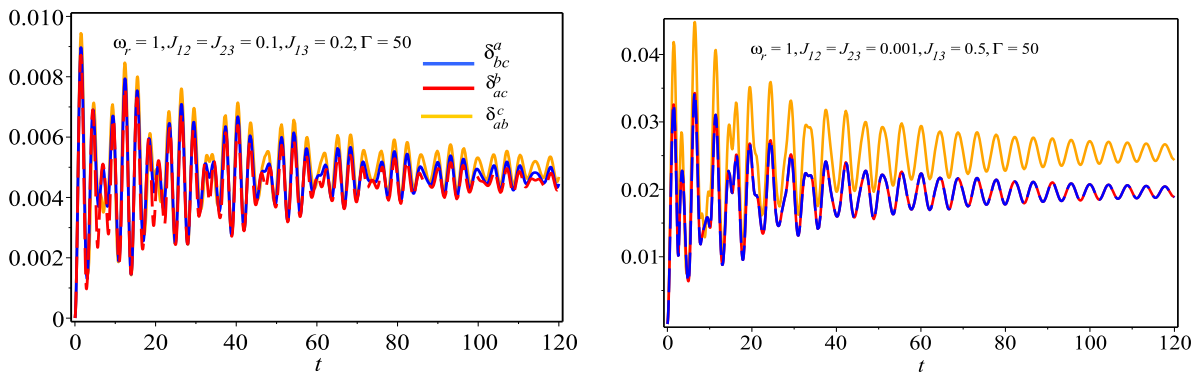 0.010
0.008
0.006
0.004
0.002
0
0 20 40 60 80 100 120
t
ω_r = 1, J_12 = J_23 = 0.1, J_13 = 0.2, Γ = 50
δ^a_bc
δ^b_ac
δ^c_ab
0.04
0.03
0.02
0.01
0 20 40 60 80 100 120
t
ω_r = 1, J_12 = J_23 = 0.001, J_13 = 0.5, Γ = 50